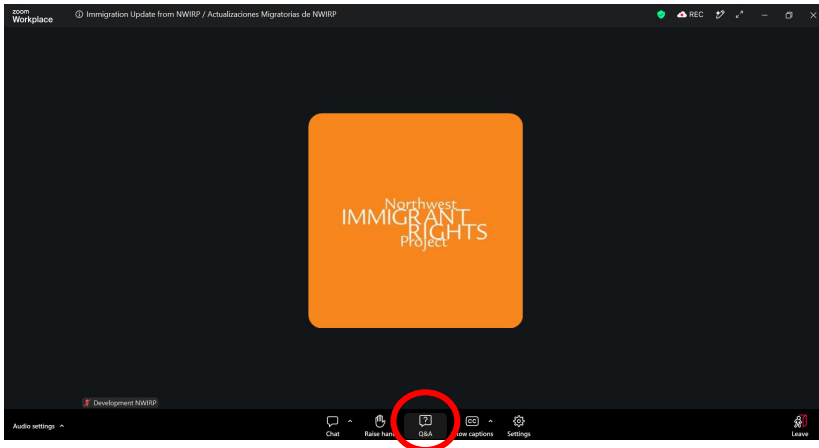 zoom
Workplace
Immigration Update from NWIRP / Actualizaciones Migratorias de NWIRP
REC
Northwest
IMMIGRANT
RIGHTS
Project
Development NWIRP
Audio settings
Chat
Raise hand
Q&A
how captions
Settings
Leave